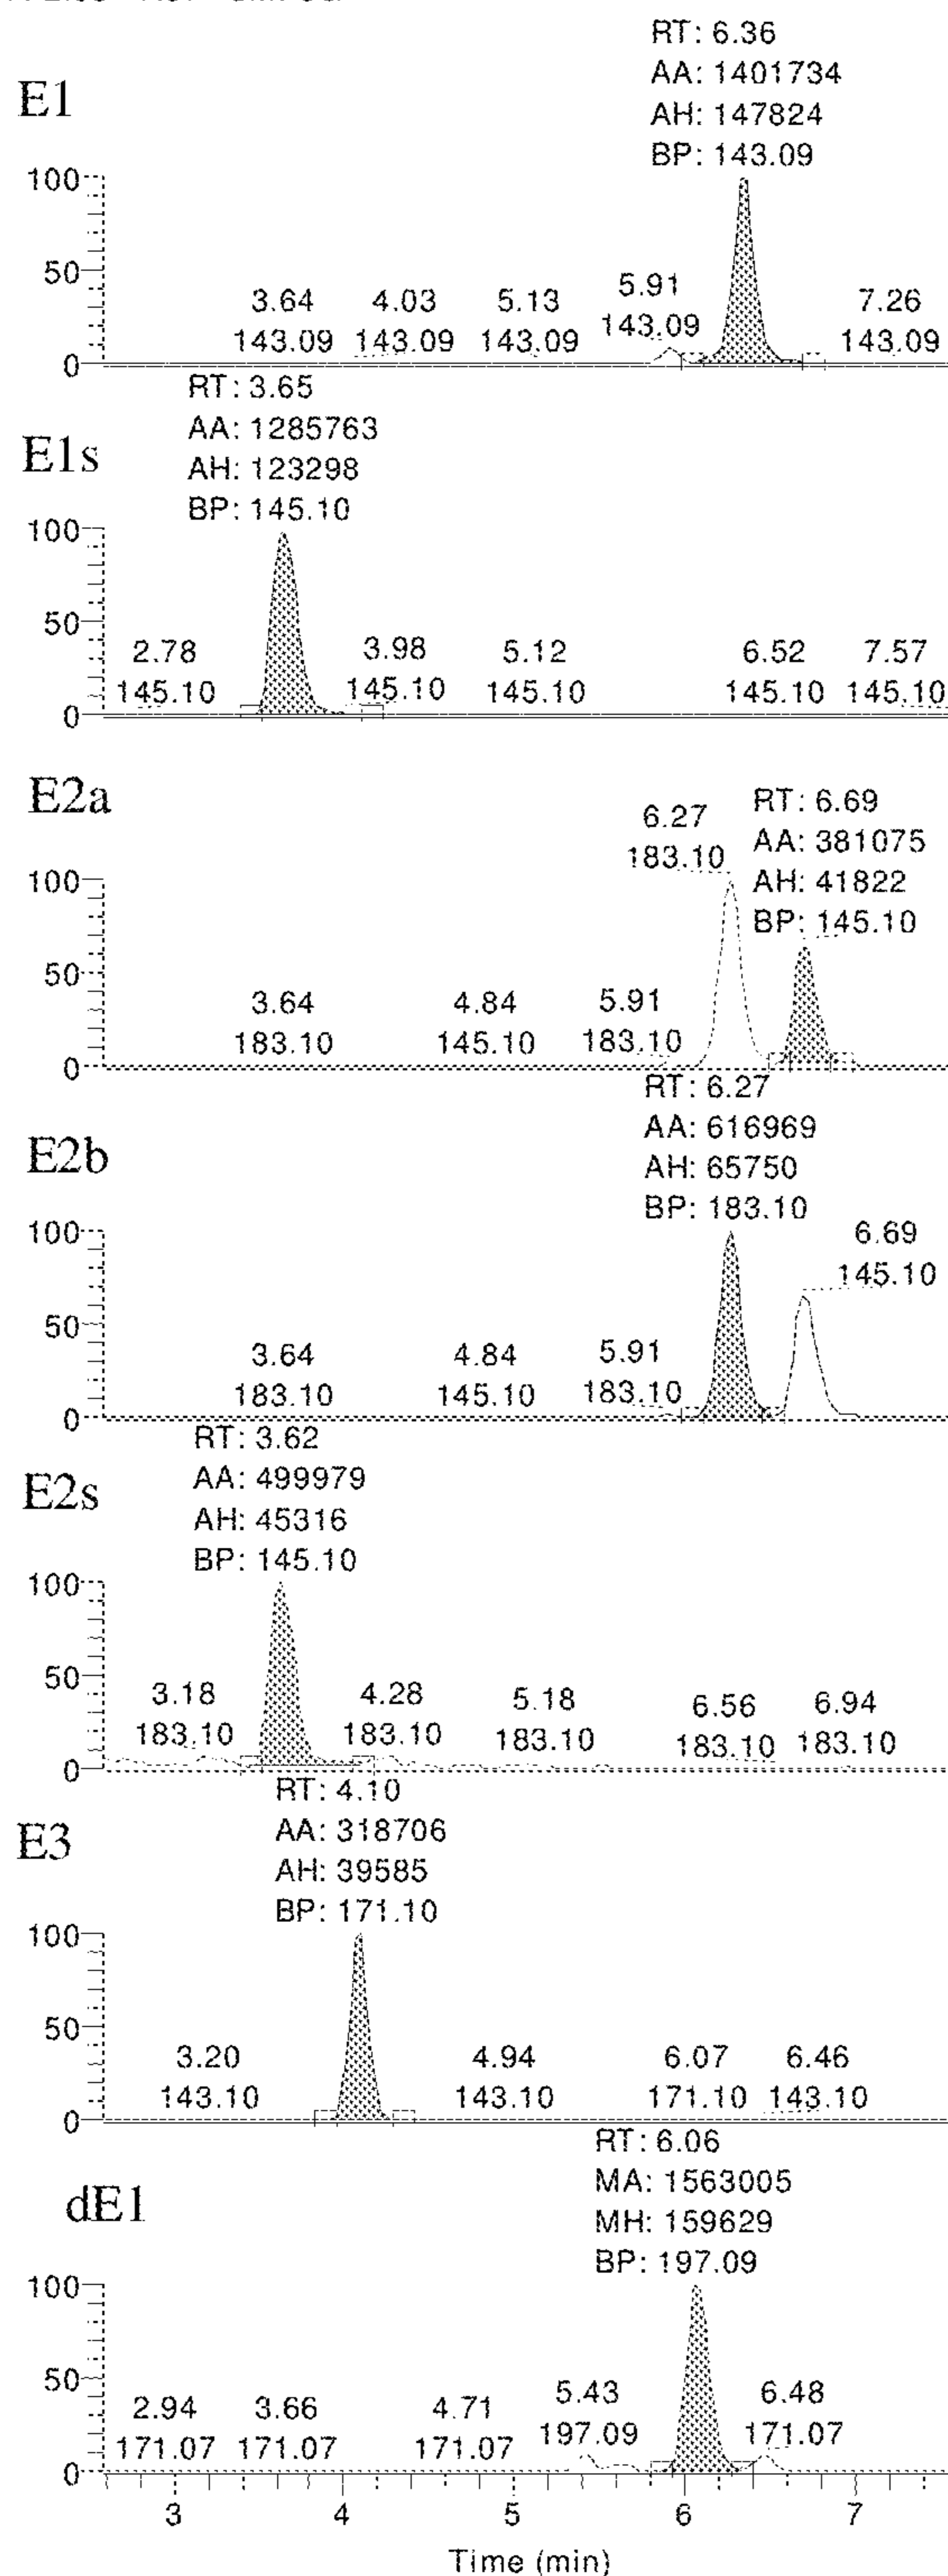 RT: 6.36
E1
AA: 1401734
AH: 147824
BP: 143.09
100
50
3.64 4.03 5.13 5.91 7.26
143.09 143.09 143.09 143.09 143.09
0
RT: 3.65
AA: 1285763
E1s
AH: 123298
BP: 145.10
100
50
2.78 3.98 5.12 6.52 7.57
145.10 145.10 145.10 145.10 145.10
0
E2a
6.27 RT: 6.69
183.10 AA: 381075
AH: 41822
BP: 145.10
100
50
3.64 4.84 5.91
183.10 145.10 183.10
0
RT: 6.27
E2b
AA: 616969
AH: 65750
BP: 183.10
100
6.69
145.10
50
3.64 4.84 5.91
183.10 145.10 183.10
0
RT: 3.62
E2s
AA: 499979
AH: 45316
BP: 145.10
100
50
3.18 4.28 5.18 6.56 6.94
183.10 183.10 183.10 183.10 183.10
0
RT: 4.10
E3
AA: 318706
AH: 39585
BP: 171.10
100
50
3.20 4.94 6.07 6.46
143.10 143.10 171.10 143.10
0
RT: 6.06
dE1
MA: 1563005
MH: 159629
BP: 197.09
100
50
2.94 3.66 4.71 5.43 6.48
171.07 171.07 171.07 197.09 171.07
0
3 4 5 6 7
Time (min)